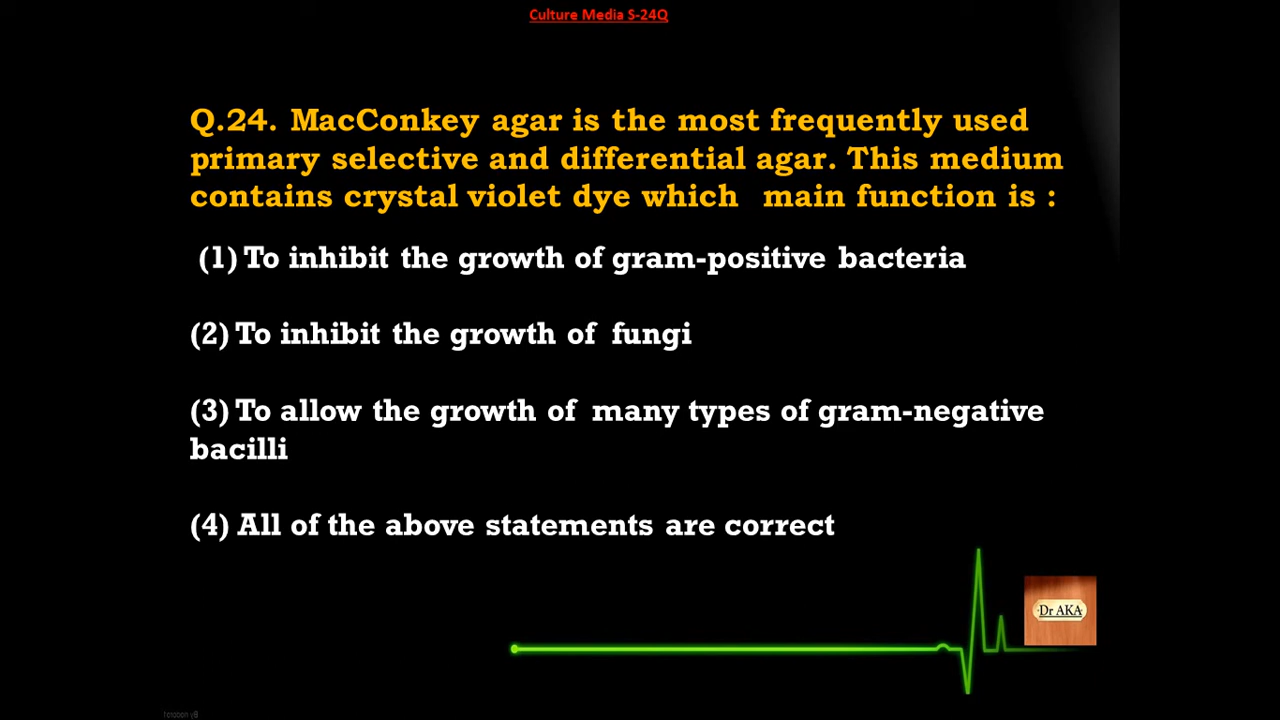 Culture Media S-24Q
Q.24. MacConkey agar is the most frequently used
primary selective and differential agar. This medium
contains crystal violet dye which main function is :
(1) To inhibit the growth of gram-positive bacteria
(2) To inhibit the growth of fungi
(3) To allow the growth of many types of gram-negative
bacilli
(4) All of the above statements are correct
Dr AKA